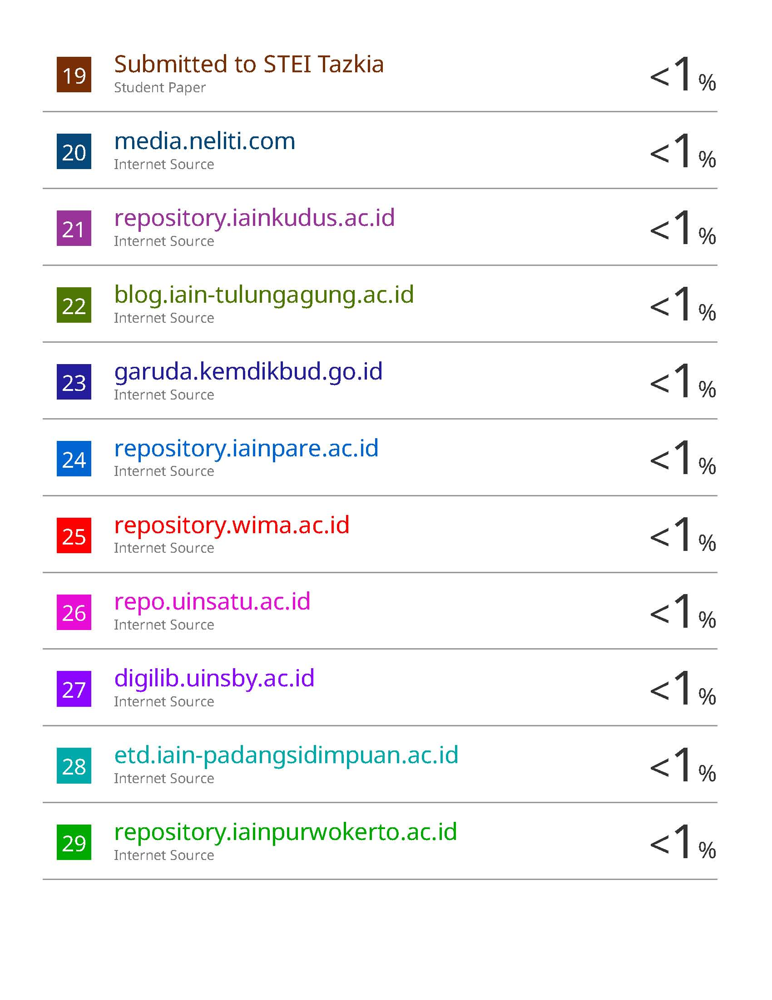 19 Submitted to STEI Tazkia <1%
Student Paper
20 media.neliti.com <1%
Internet Source
21 repository.iainkudus.ac.id <1%
Internet Source
22 blog.iain-tulungagung.ac.id <1%
Internet Source
23 garuda.kemdikbud.go.id <1%
Internet Source
24 repository.iainpare.ac.id <1%
Internet Source
25 repository.wima.ac.id <1%
Internet Source
26 repo.uinsatu.ac.id <1%
Internet Source
27 digilib.uinsby.ac.id <1%
Internet Source
28 etd.iain-padangsidimpuan.ac.id <1%
Internet Source
29 repository.iainpurwokerto.ac.id <1%
Internet Source